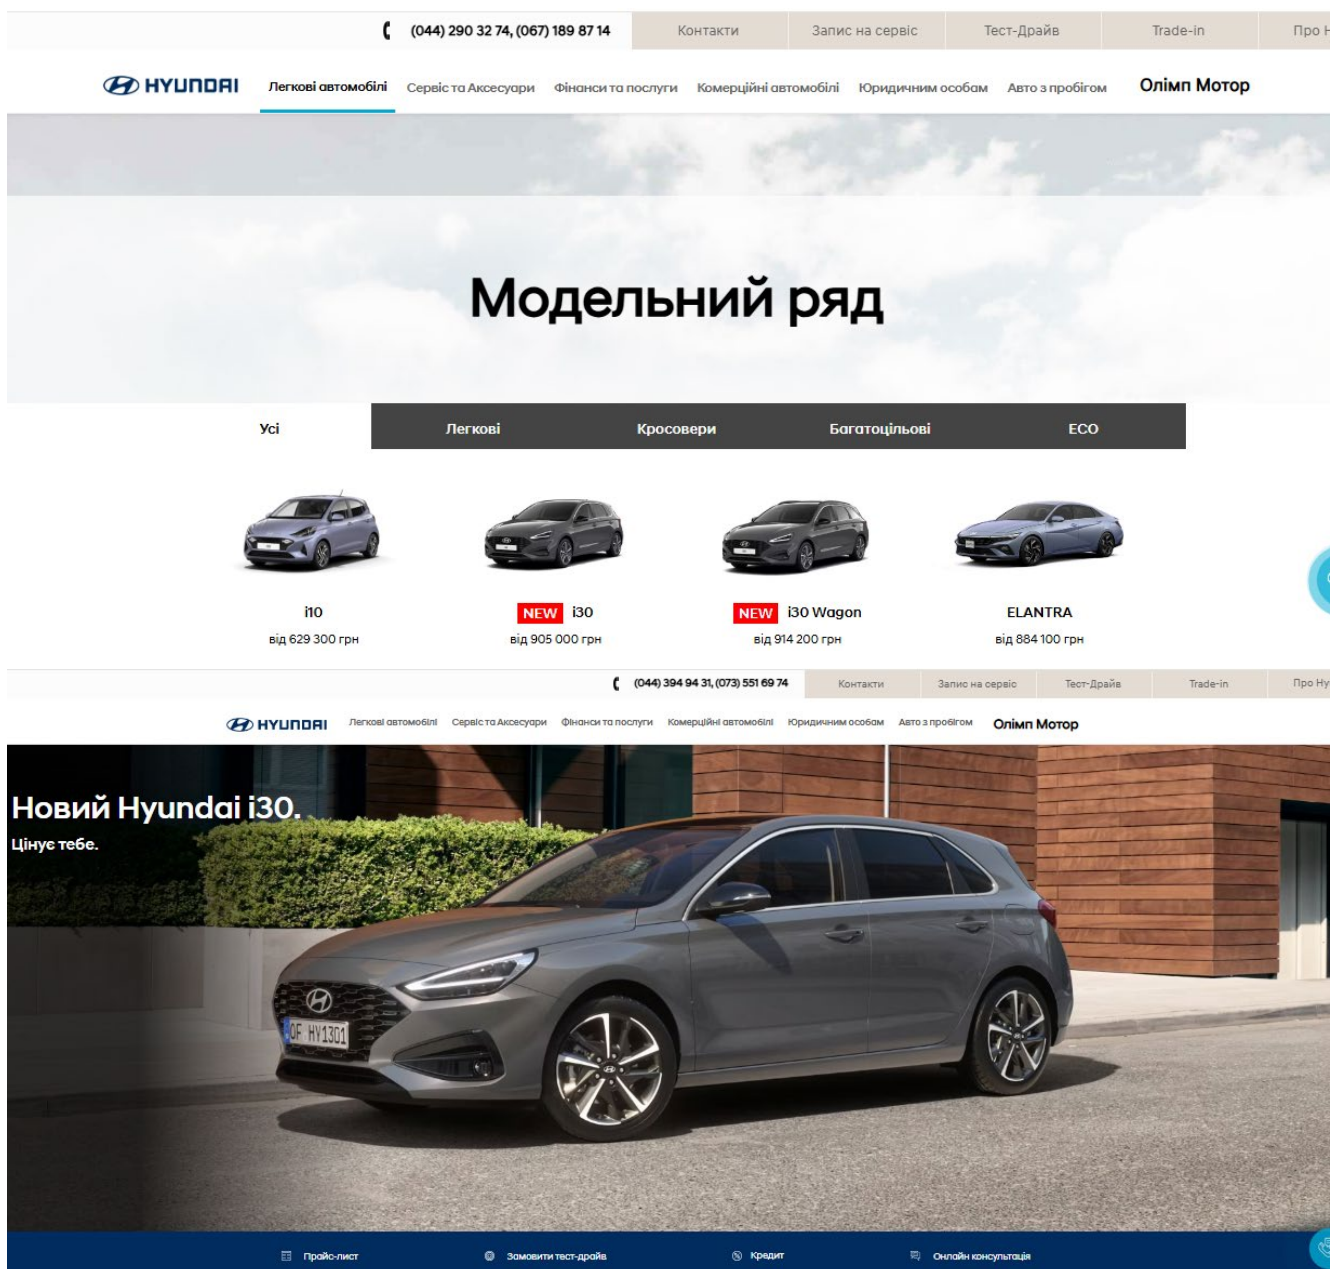 (044) 290 32 74, (067) 189 87 14 Контакти Запис на сервіс Тест-Драйв Trade-in Про Н
HYUNDAI Легкові автомобілі Сервіс та Аксесуари Фінанси та послуги Комерційні автомобілі Юридичним особам Авто з пробігом Олімп Мотор
Модельний ряд
Усі Легкові Кросовери Багатоцільові ECO
i10 NEW i30 NEW i30 Wagon ELANTRA
від 629 300 грн від 905 000 грн від 914 200 грн від 884 100 грн
(044) 394 94 31, (073) 551 69 74 Контакти Запис на сервіс Тест-Драйв Trade-in Про Ну
HYUNDAI Легкові автомобілі Сервіс та Аксесуари Фінанси та послуги Комерційні автомобілі Юридичним особам Авто з пробігом Олімп Мотор
Новий Hyundai i30.
Цінує тебе.
OF HY1301
Прайс-лист Замовити тест-драйв Кредит Онлайн консультація